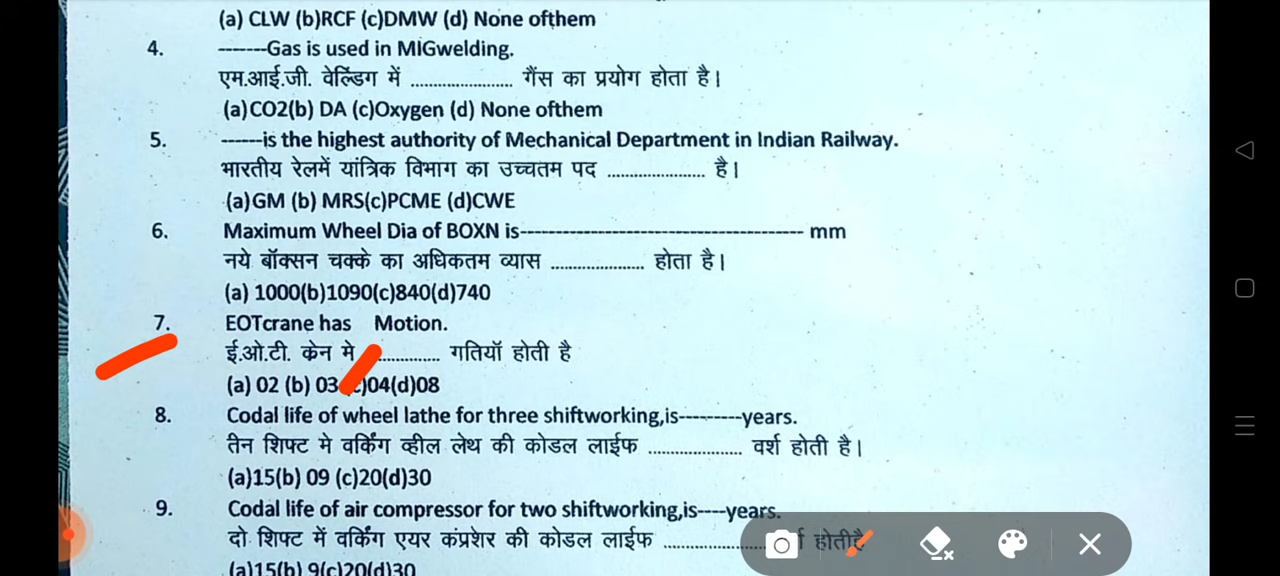 (a) CLW (b)RCF (c)DMW (d) None ofthem
4. -------Gas is used in MIGwelding.
एम.आई.जी. वेल्डिंग में ...................... गैंस का प्रयोग होता है।
(a)CO2(b) DA (c)Oxygen (d) None ofthem
5. ------is the highest authority of Mechanical Department in Indian Railway.
भारतीय रेलमें यांत्रिक विभाग का उच्चतम पद ..................... है।
(a)GM (b) MRS(c)PCME (d)CWE
6. Maximum Wheel Dia of BOXN is--------------------------------------- mm
नये बॉक्सन चक्के का अधिकतम व्यास .................... होता है।
(a) 1000(b)1090(c)840(d)740
7. EOTcrane has Motion.
ई.ओ.टी. केन मे ............. गतियॉ होती है
(a) 02 (b) 03 )04(d)08
8. Codal life of wheel lathe for three shiftworking,is---------years.
तीन शिफ्ट मे वर्किंग व्हील लेथ की कोडल लाईफ .................... वर्श होती है।
(a)15(b) 09 (c)20(d)30
9. Codal life of air compressor for two shiftworking,is----years.
दो शिफ्ट में वर्किंग एयर कंप्रशेर की कोडल लाईफ ...................... होतीहै
(a)15(b) 9(c)20(d)30